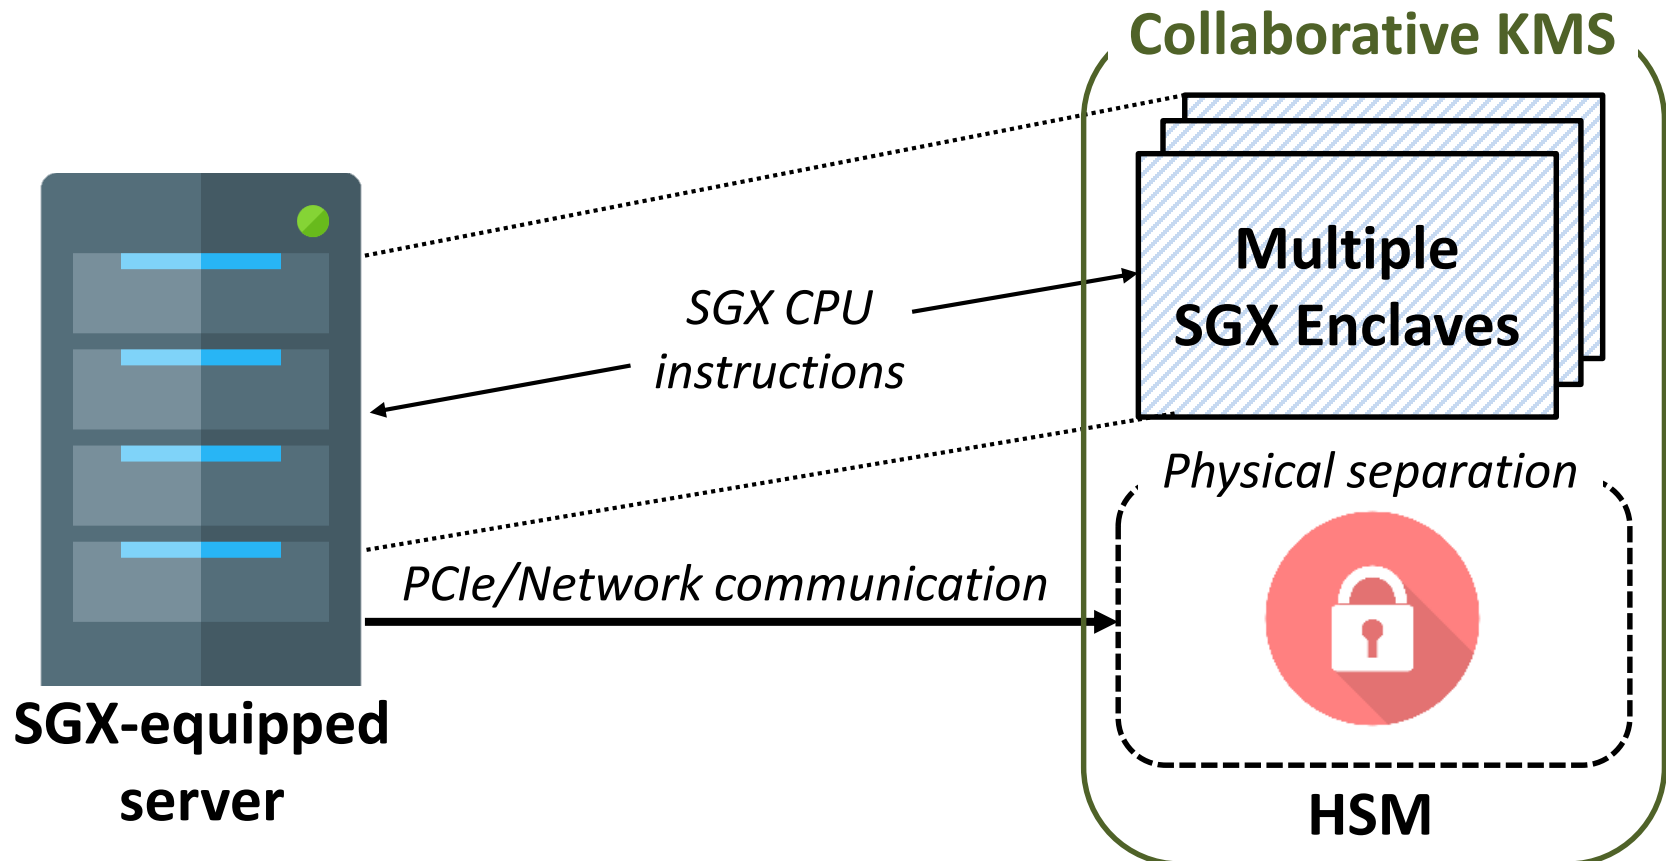 Collaborative KMS
Multiple
SGX Enclaves
SGX CPU
instructions
Physical separation
PCIe/Network communication
SGX-equipped
server
HSM